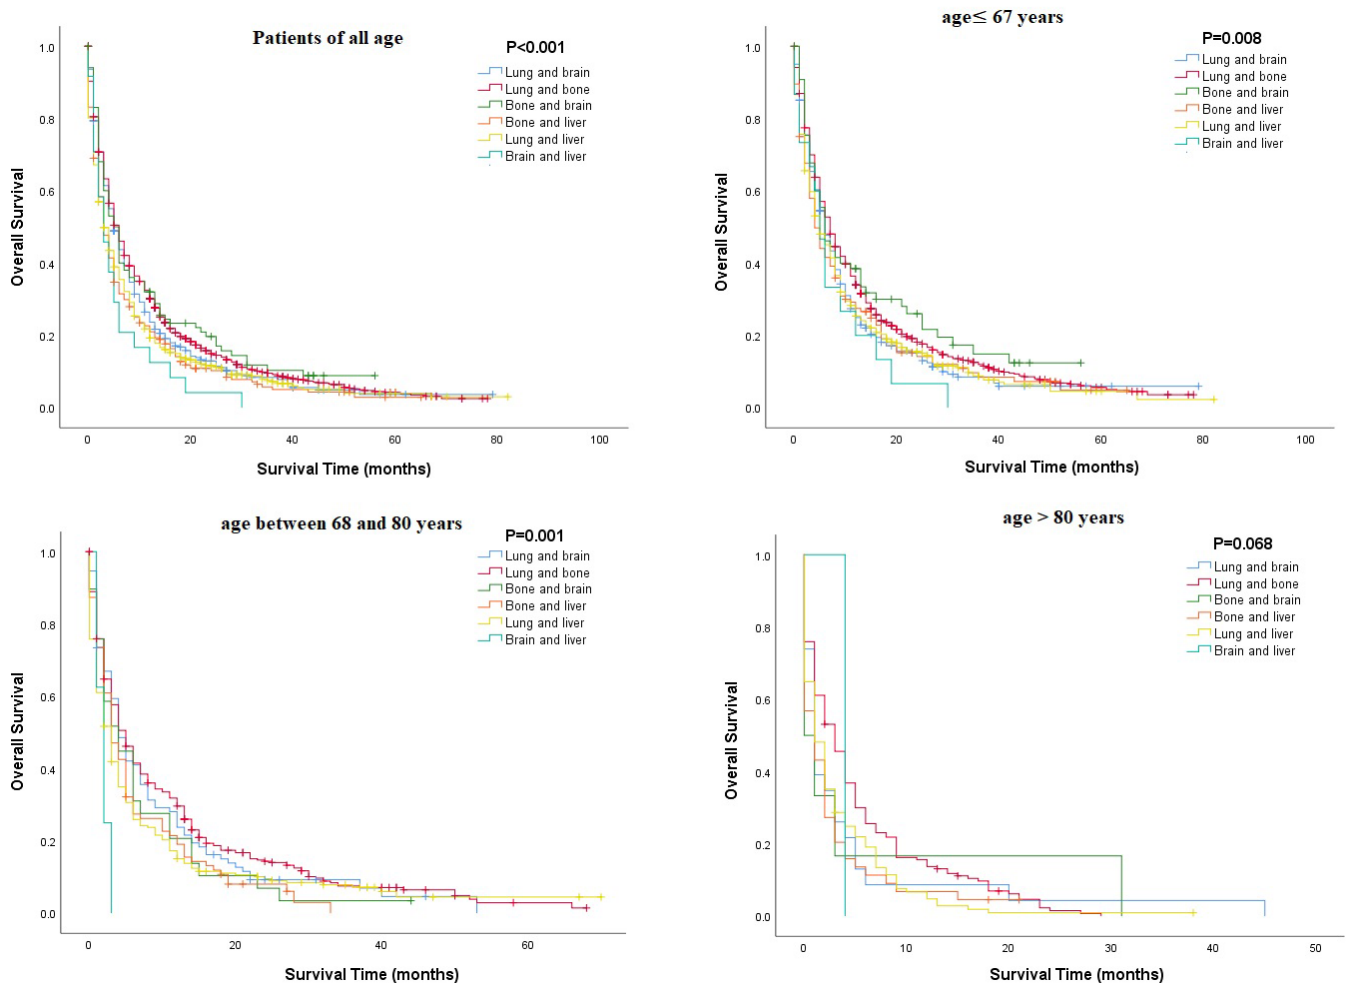 Patients of all age
P<0.001
Lung and brain
Lung and bone
Bone and brain
Bone and liver
Lung and liver
Brain and liver
Overall Survival
1.0
0.8
0.6
0.4
0.2
0.0
0 20 40 60 80 100
Survival Time (months)
age≤ 67 years
P=0.008
Lung and brain
Lung and bone
Bone and brain
Bone and liver
Lung and liver
Brain and liver
Overall Survival
1.0
0.8
0.6
0.4
0.2
0.0
0 20 40 60 80 100
Survival Time (months)
age between 68 and 80 years
P=0.001
Lung and brain
Lung and bone
Bone and brain
Bone and liver
Lung and liver
Brain and liver
Overall Survival
1.0
0.8
0.6
0.4
0.2
0.0
0 20 40 60
Survival Time (months)
age > 80 years
P=0.068
Lung and brain
Lung and bone
Bone and brain
Bone and liver
Lung and liver
Brain and liver
Overall Survival
1.0
0.8
0.6
0.4
0.2
0.0
0 10 20 30 40 50
Survival Time (months)